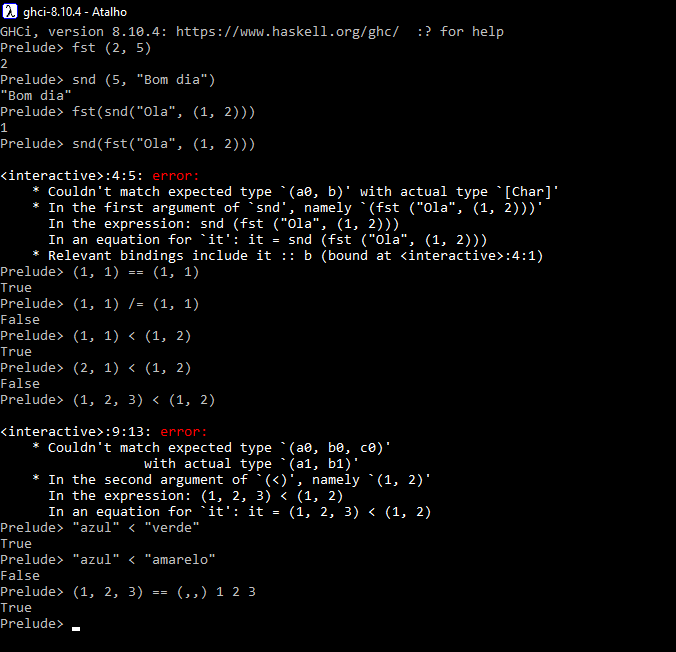 ghci-8.10.4 - Atalho
GHCi, version 8.10.4: https://www.haskell.org/ghc/  :? for help
Prelude> fst (2, 5)
2
Prelude> snd (5, "Bom dia")
"Bom dia"
Prelude> fst(snd("Ola", (1, 2)))
1
Prelude> snd(fst("Ola", (1, 2)))

<interactive>:4:5: error:
    * Couldn't match expected type `(a0, b)' with actual type `[Char]'
    * In the first argument of `snd', namely `(fst ("Ola", (1, 2)))'
      In the expression: snd (fst ("Ola", (1, 2)))
      In an equation for `it': it = snd (fst ("Ola", (1, 2)))
    * Relevant bindings include it :: b (bound at <interactive>:4:1)
Prelude> (1, 1) == (1, 1)
True
Prelude> (1, 1) /= (1, 1)
False
Prelude> (1, 1) < (1, 2)
True
Prelude> (2, 1) < (1, 2)
False
Prelude> (1, 2, 3) < (1, 2)

<interactive>:9:13: error:
    * Couldn't match expected type `(a0, b0, c0)'
                  with actual type `(a1, b1)'
    * In the second argument of `(<)', namely `(1, 2)'
      In the expression: (1, 2, 3) < (1, 2)
      In an equation for `it': it = (1, 2, 3) < (1, 2)
Prelude> "azul" < "verde"
True
Prelude> "azul" < "amarelo"
False
Prelude> (1, 2, 3) == (,,) 1 2 3
True
Prelude>